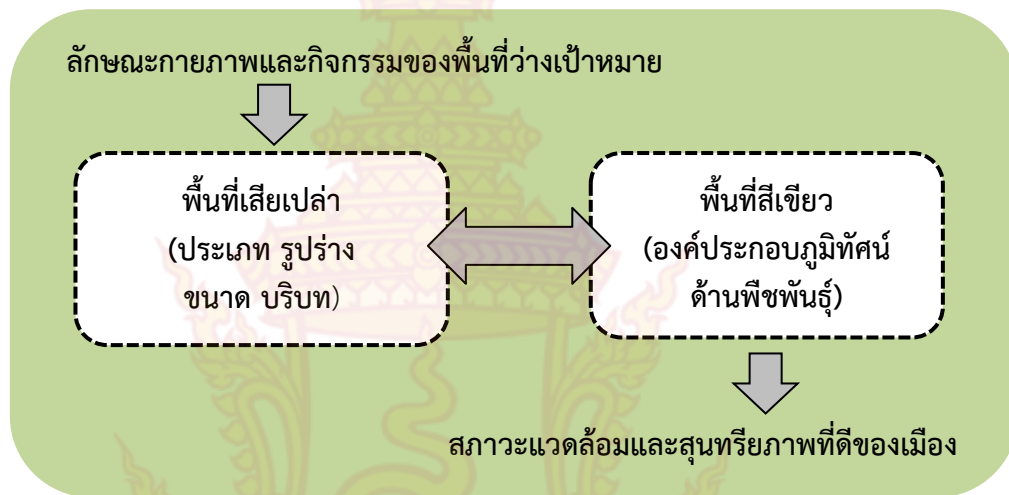 ลักษณะกายภาพและกิจกรรมของพื้นที่ว่างเป้าหมาย
พื้นที่เสียเปล่า
(ประเภท รูปร่าง
ขนาด บริบท)
พื้นที่สีเขียว
(องค์ประกอบภูมิทัศน์
ด้านพืชพันธุ์)
สภาวะแวดล้อมและสุนทรียภาพที่ดีของเมือง